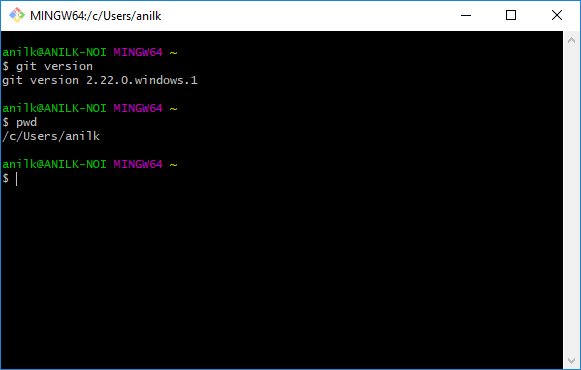 MINGW64:/c/Users/anilk
anilk@ANILK-NOI MINGW64 ~
$ git version
git version 2.22.0.windows.1
anilk@ANILK-NOI MINGW64 ~
$ pwd
/c/Users/anilk
anilk@ANILK-NOI MINGW64 ~
$